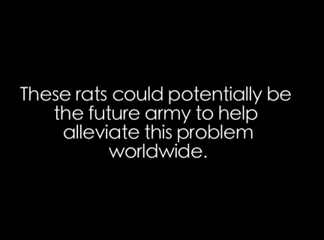 These rats could potentially be
the future army to help
alleviate this problem
worldwide.